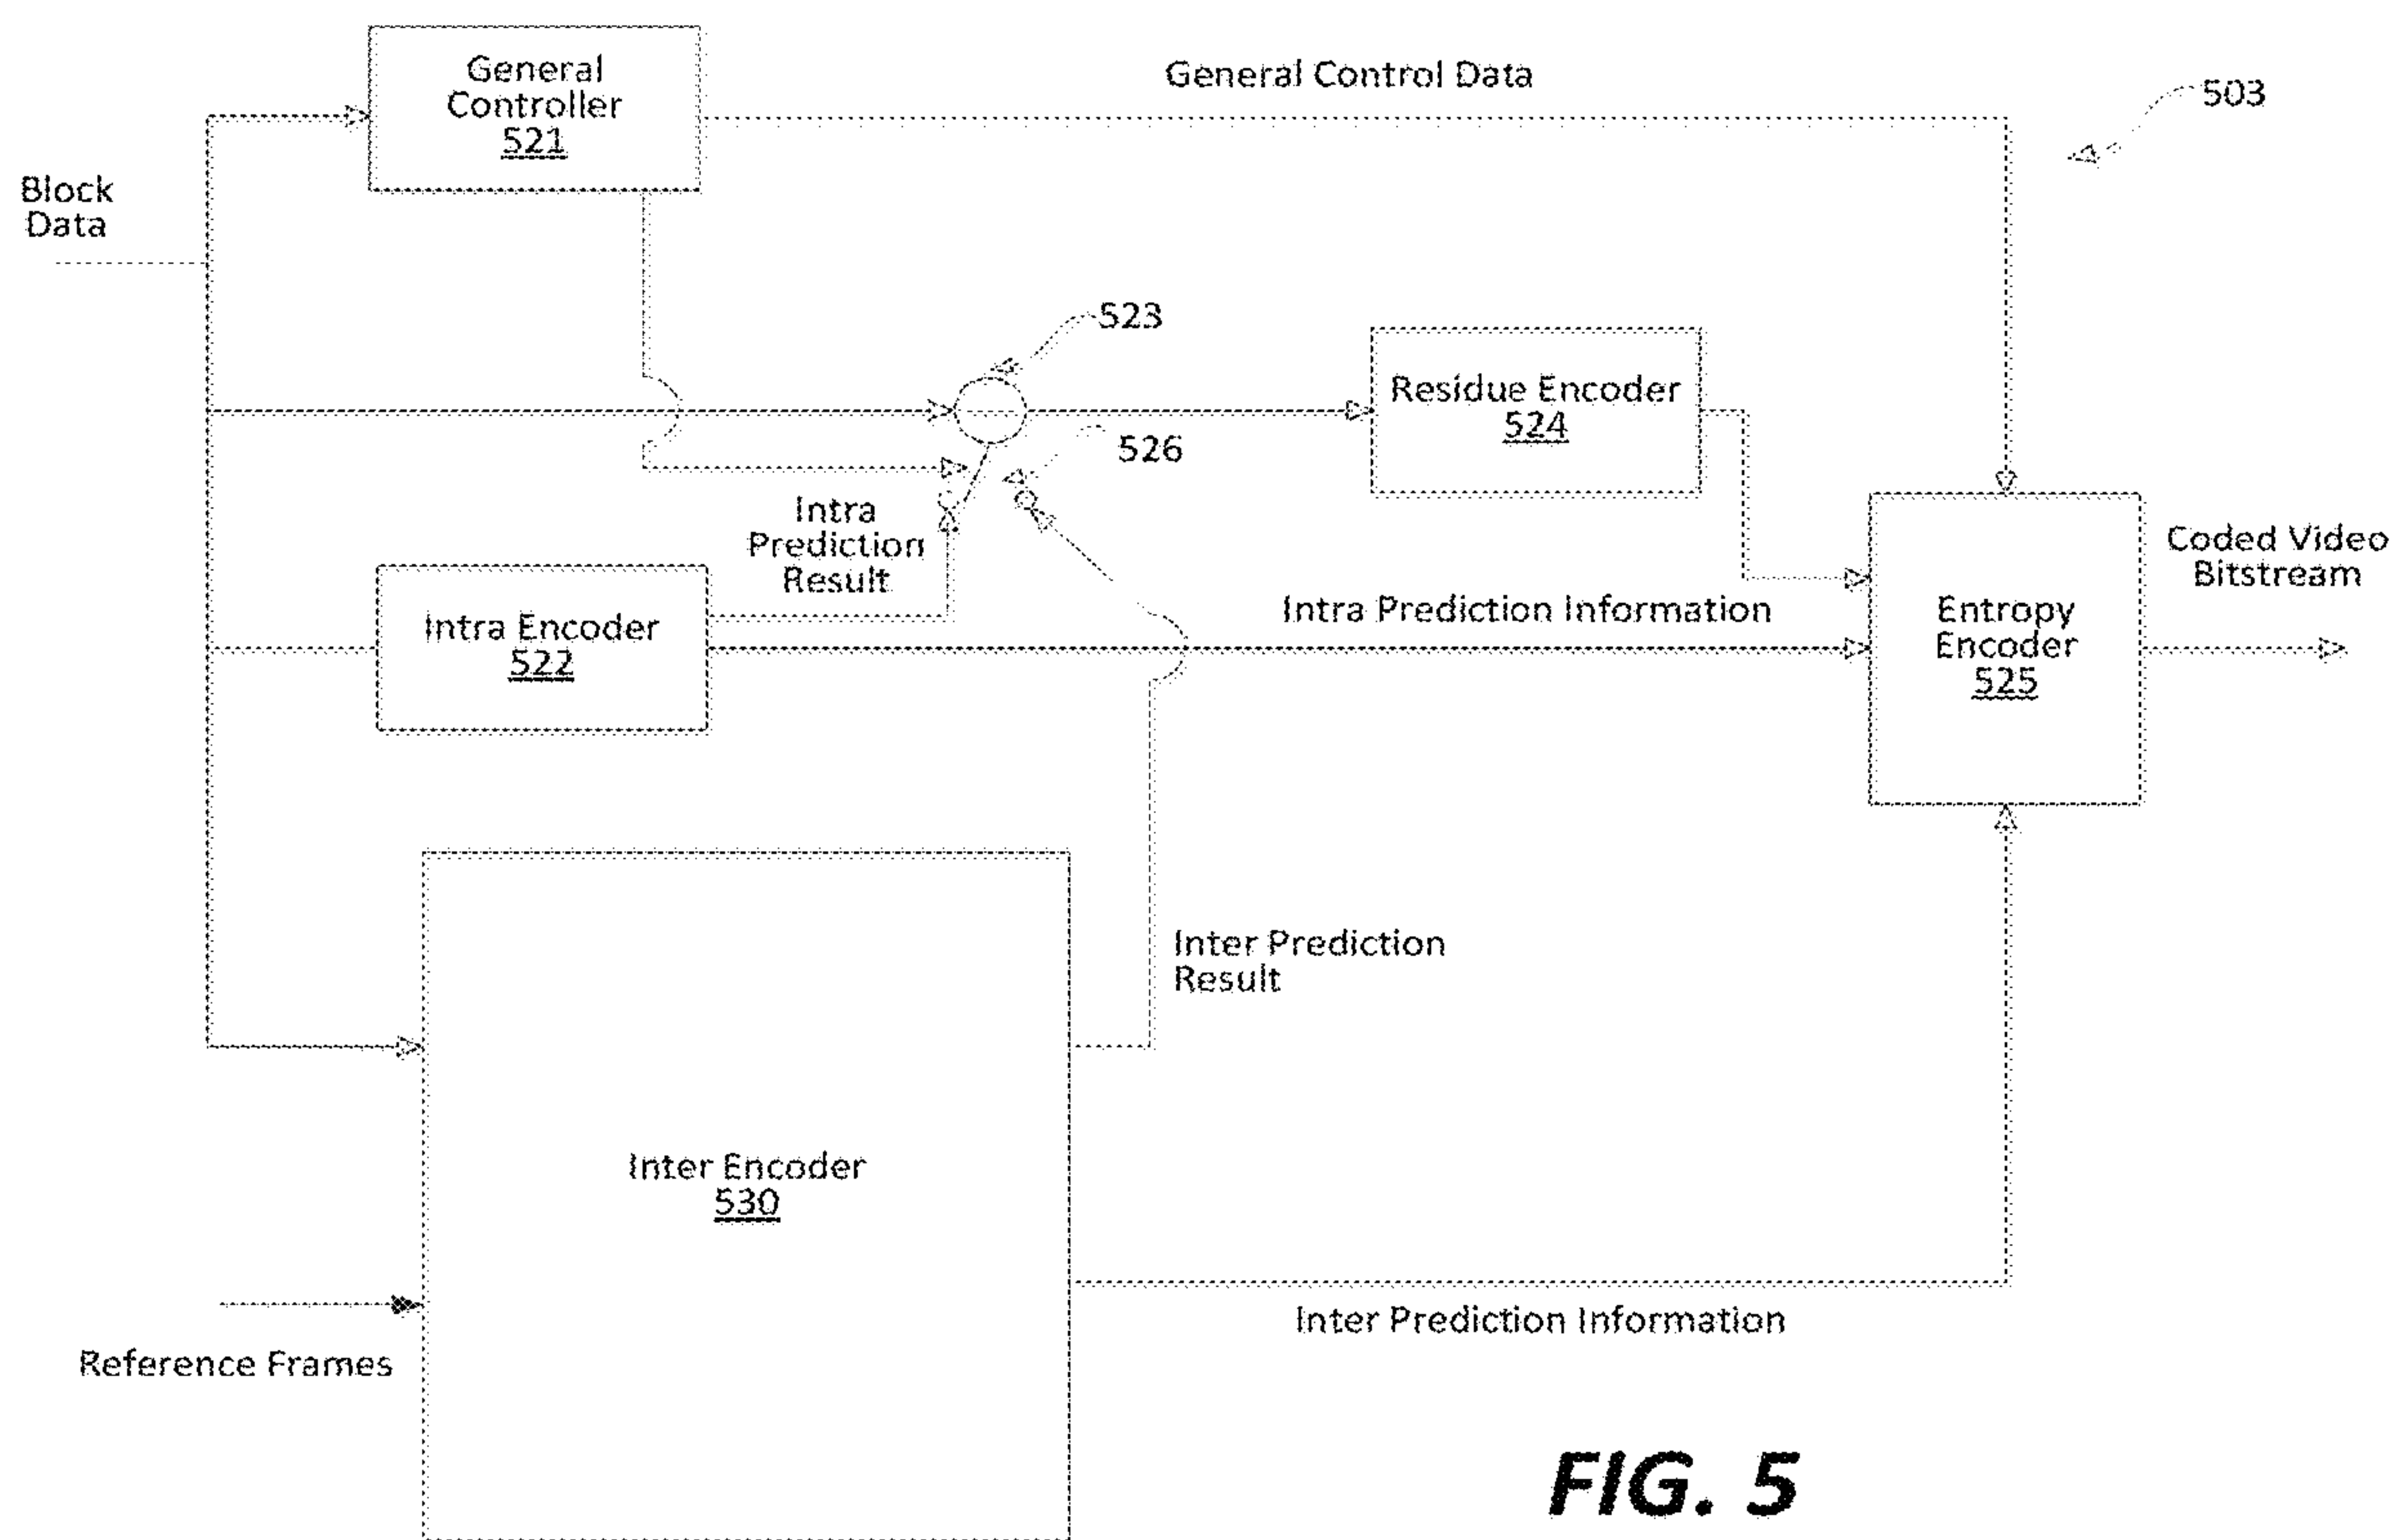 General
Controller
521
General Control Data
503
Block
Data
523
Residue Encoder
524
526
Intra
Prediction
Result
Coded Video
Bitstream
Intra Encoder
522
Intra Prediction Information
Entropy
Encoder
525
Inter Prediction
Result
Inter Encoder
530
Reference Frames
Inter Prediction Information
FIG. 5